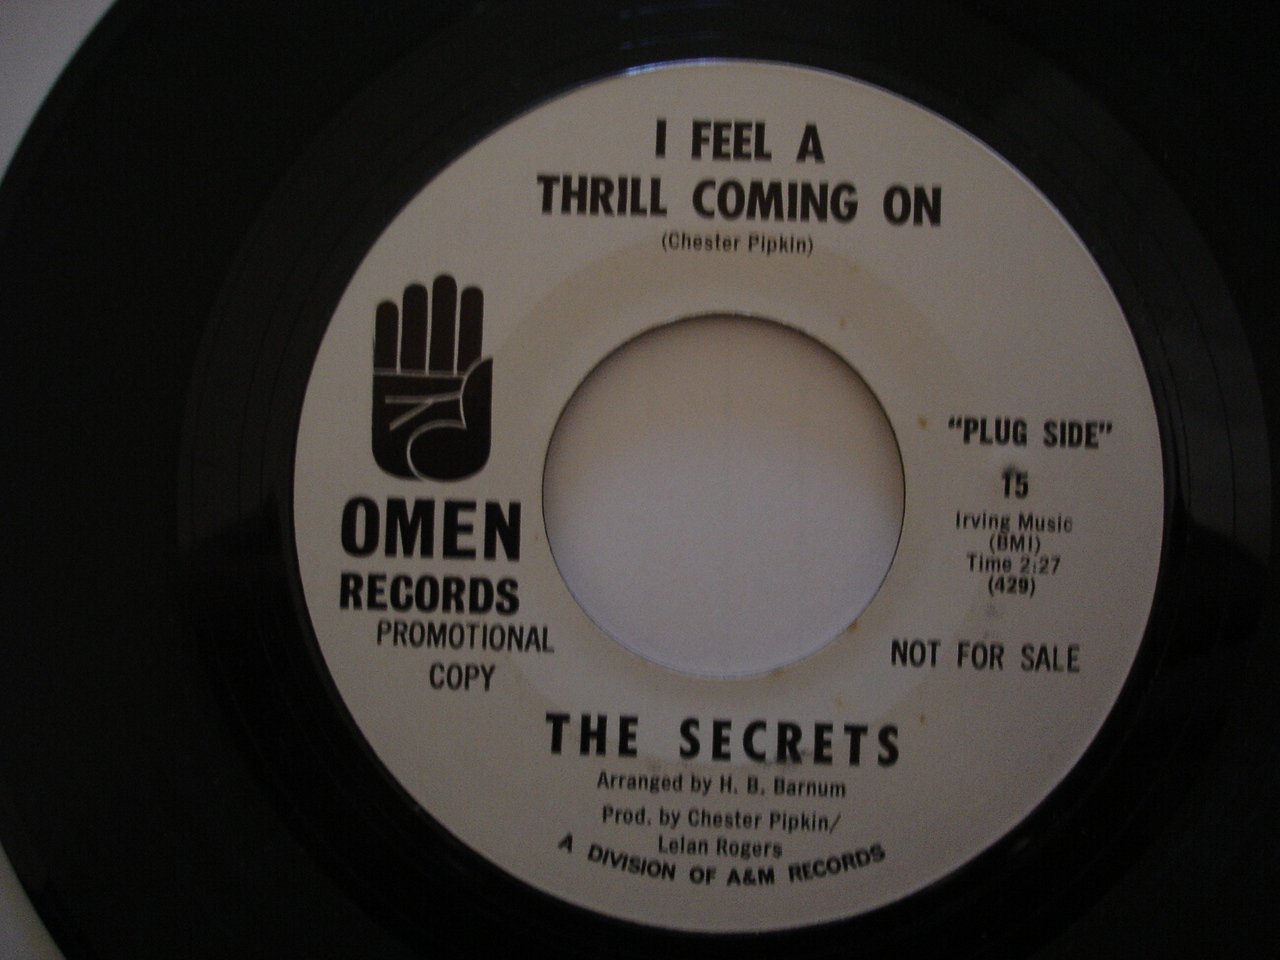 I FEEL A
THRILL COMING ON
(Chester Pipkin)
OMEN
RECORDS
PROMOTIONAL
COPY
"PLUG SIDE"
15
Irving Music
(BMI)
Time 2:27
(429)
NOT FOR SALE
THE SECRETS
Arranged by H. B. Barnum
Prod. by Chester Pipkin/
Lelan Rogers
A DIVISION OF A&M RECORDS